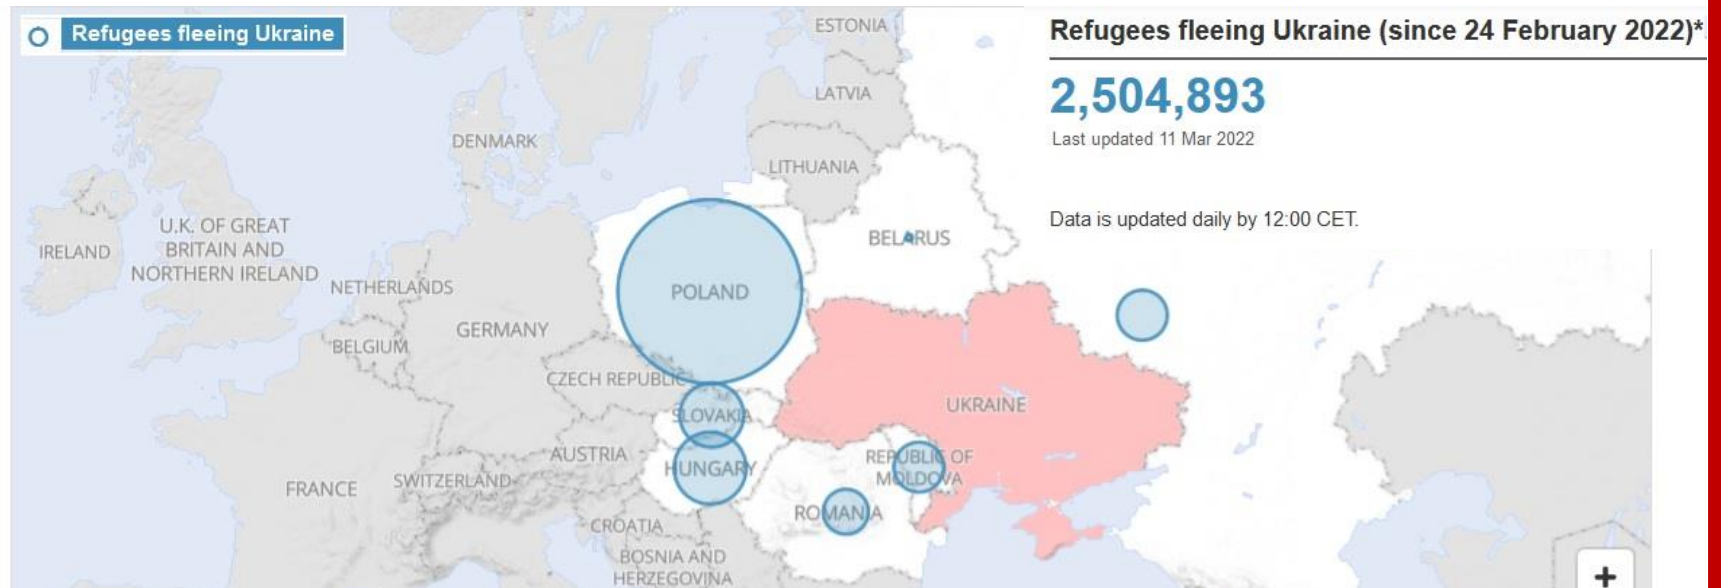 Refugees fleeing Ukraine
Refugees fleeing Ukraine (since 24 February 2022)*
2,504,893
Last updated 11 Mar 2022
Data is updated daily by 12:00 CET.
ESTONIA
LATVIA
DENMARK
LITHUANIA
U.K. OF GREAT
BRITAIN AND
NORTHERN IRELAND
IRELAND
BELARUS
NETHERLANDS
POLAND
GERMANY
BELGIUM
CZECH REPUBLIC
UKRAINE
SLOVAKIA
AUSTRIA
HUNGARY
REPUBLIC OF
MOLDOVA
SWITZERLAND
FRANCE
ROMANIA
CROATIA
BOSNIA AND
HERZEGOVINA
+